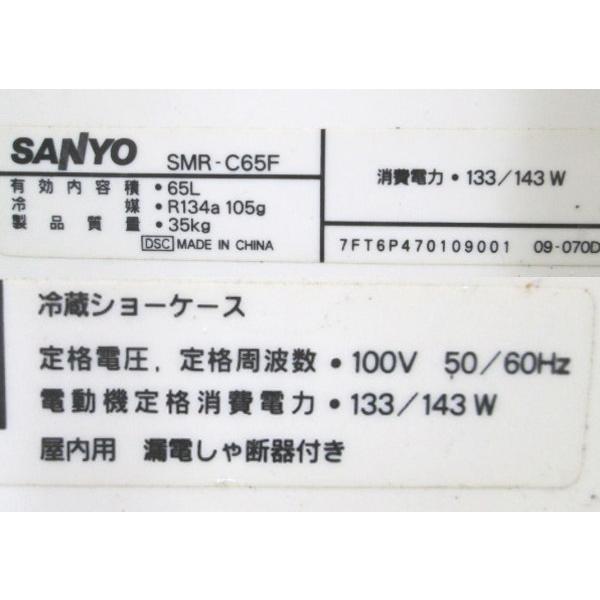 SANYO SMR-C65F
有効内容積・65L
冷媒・R134a 105g
製品質量・35kg
DSC MADE IN CHINA
消費電力・133/143 W
7FT6P470109001 09-070D
冷蔵ショーケース
定格電圧, 定格周波数・100V 50/60Hz
電動機定格消費電力・133/143 W
屋内用 漏電しゃ断器付き